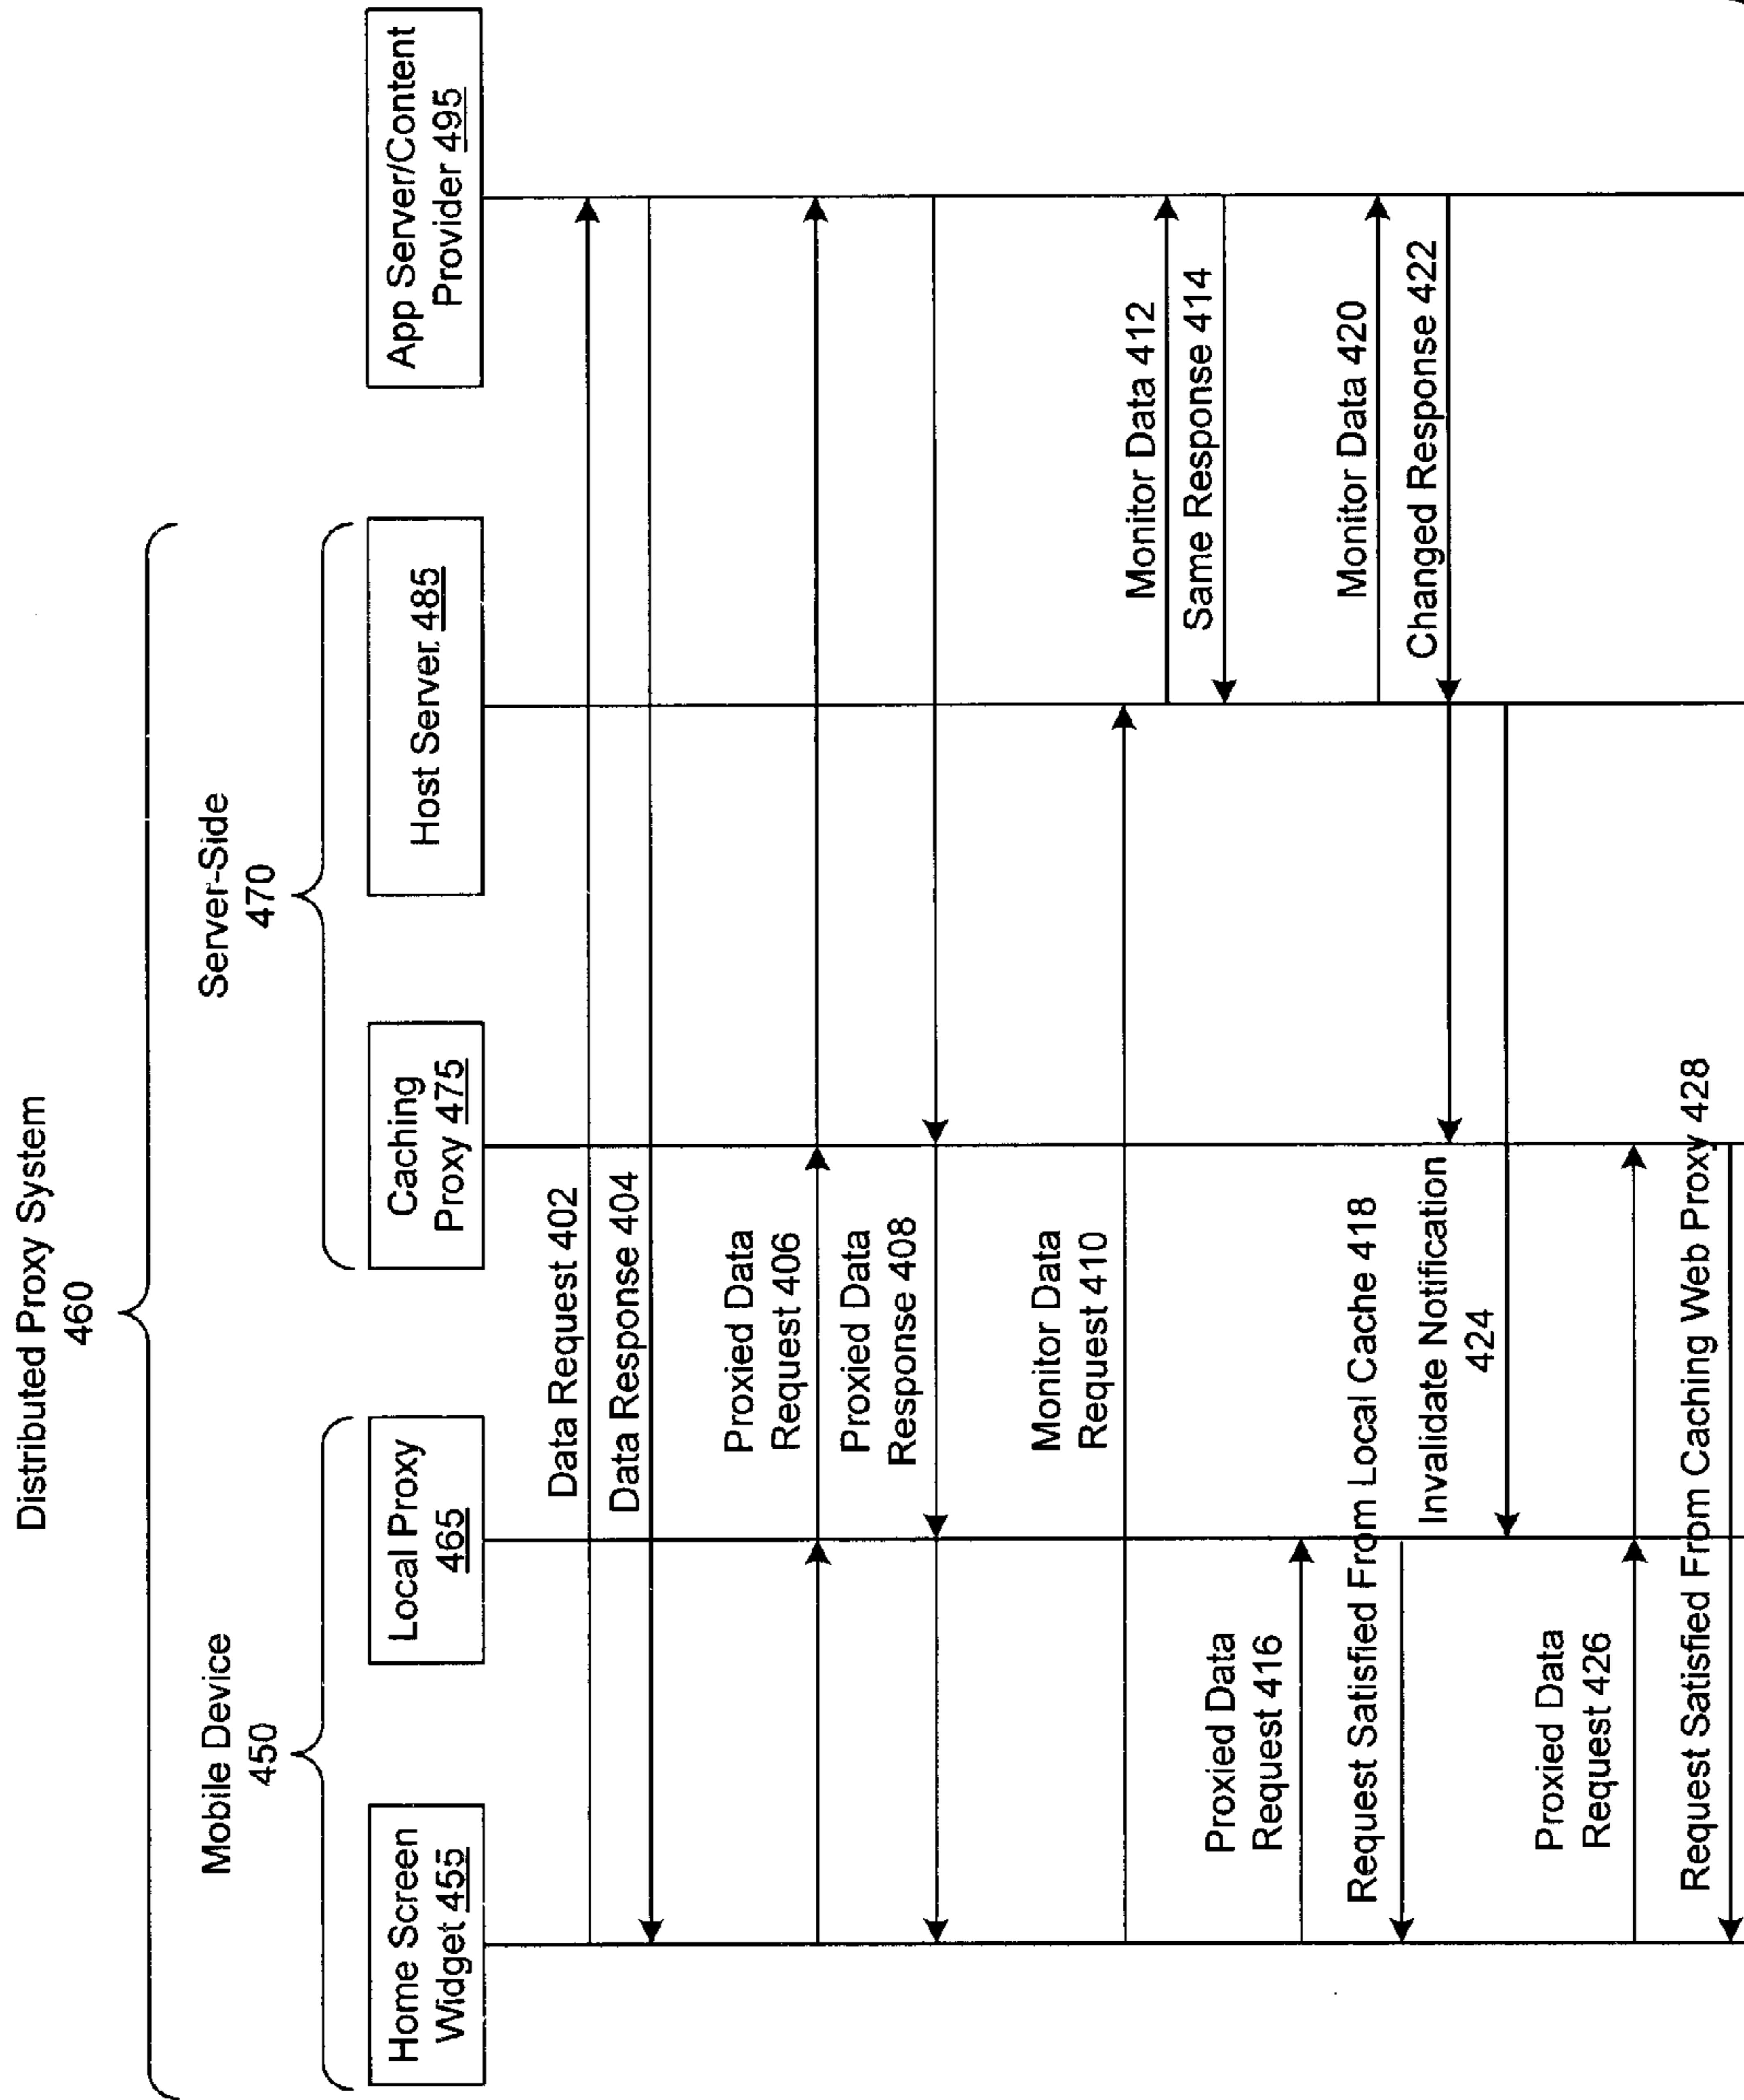 Distributed Proxy System
460
Mobile Device
450
Server-Side
470
Home Screen
Widget 455
Local Proxy
465
Caching
Proxy 475
Host Server 485
App Server/Content
Provider 495
Data Request 402
Data Response 404
Proxied Data
Request 406
Proxied Data
Response 408
Monitor Data
Request 410
Monitor Data 412
Same Response 414
Proxied Data
Request 416
Request Satisfied From Local Cache 418
Monitor Data 420
Changed Response 422
Invalidate Notification
424
Proxied Data
Request 426
Request Satisfied From Caching Web Proxy 428